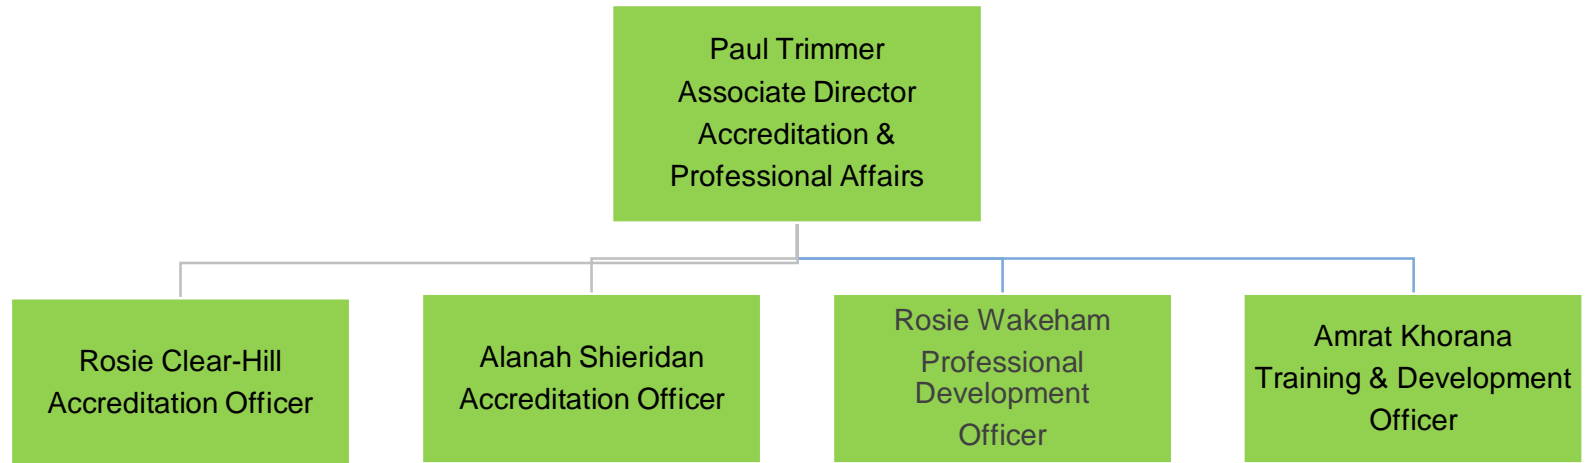 Paul Trimmer
Associate Director
Accreditation &
Professional Affairs
Rosie Clear-Hill
Accreditation Officer
Alanah Shieridan
Accreditation Officer
Rosie Wakeham
Professional
Development
Officer
Amrat Khorana
Training & Development
Officer